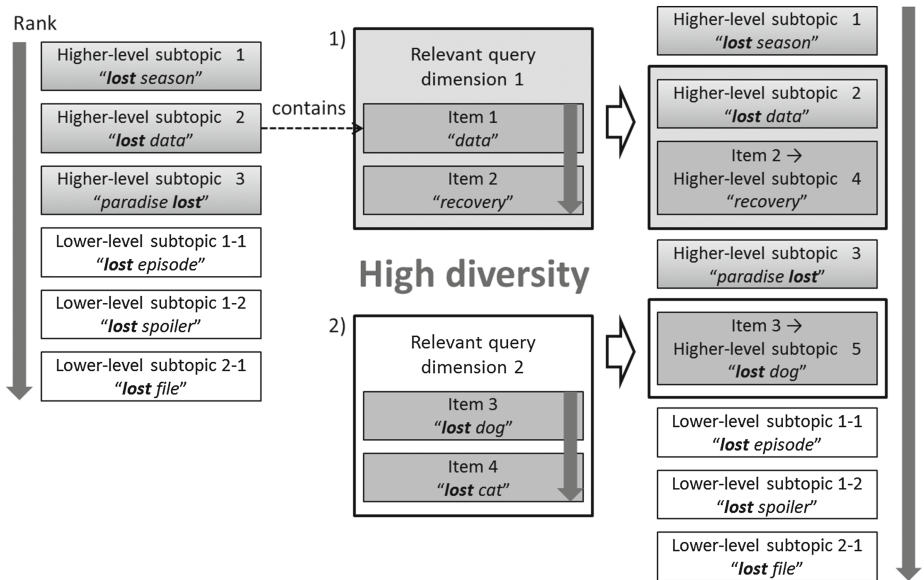 Rank
Higher-level subtopic 1
“lost season”
Higher-level subtopic 2
“lost data”
Higher-level subtopic 3
“paradise lost”
Lower-level subtopic 1-1
“lost episode”
Lower-level subtopic 1-2
“lost spoiler”
Lower-level subtopic 2-1
“lost file”
contains
1)
Relevant query
dimension 1
Item 1
“data”
Item 2
“recovery”
High diversity
2)
Relevant query
dimension 2
Item 3
“lost dog”
Item 4
“lost cat”
Higher-level subtopic 1
“lost season”
Higher-level subtopic 2
“lost data”
Item 2 →
Higher-level subtopic 4
“recovery”
Higher-level subtopic 3
“paradise lost”
Item 3 →
Higher-level subtopic 5
“lost dog”
Lower-level subtopic 1-1
“lost episode”
Lower-level subtopic 1-2
“lost spoiler”
Lower-level subtopic 2-1
“lost file”